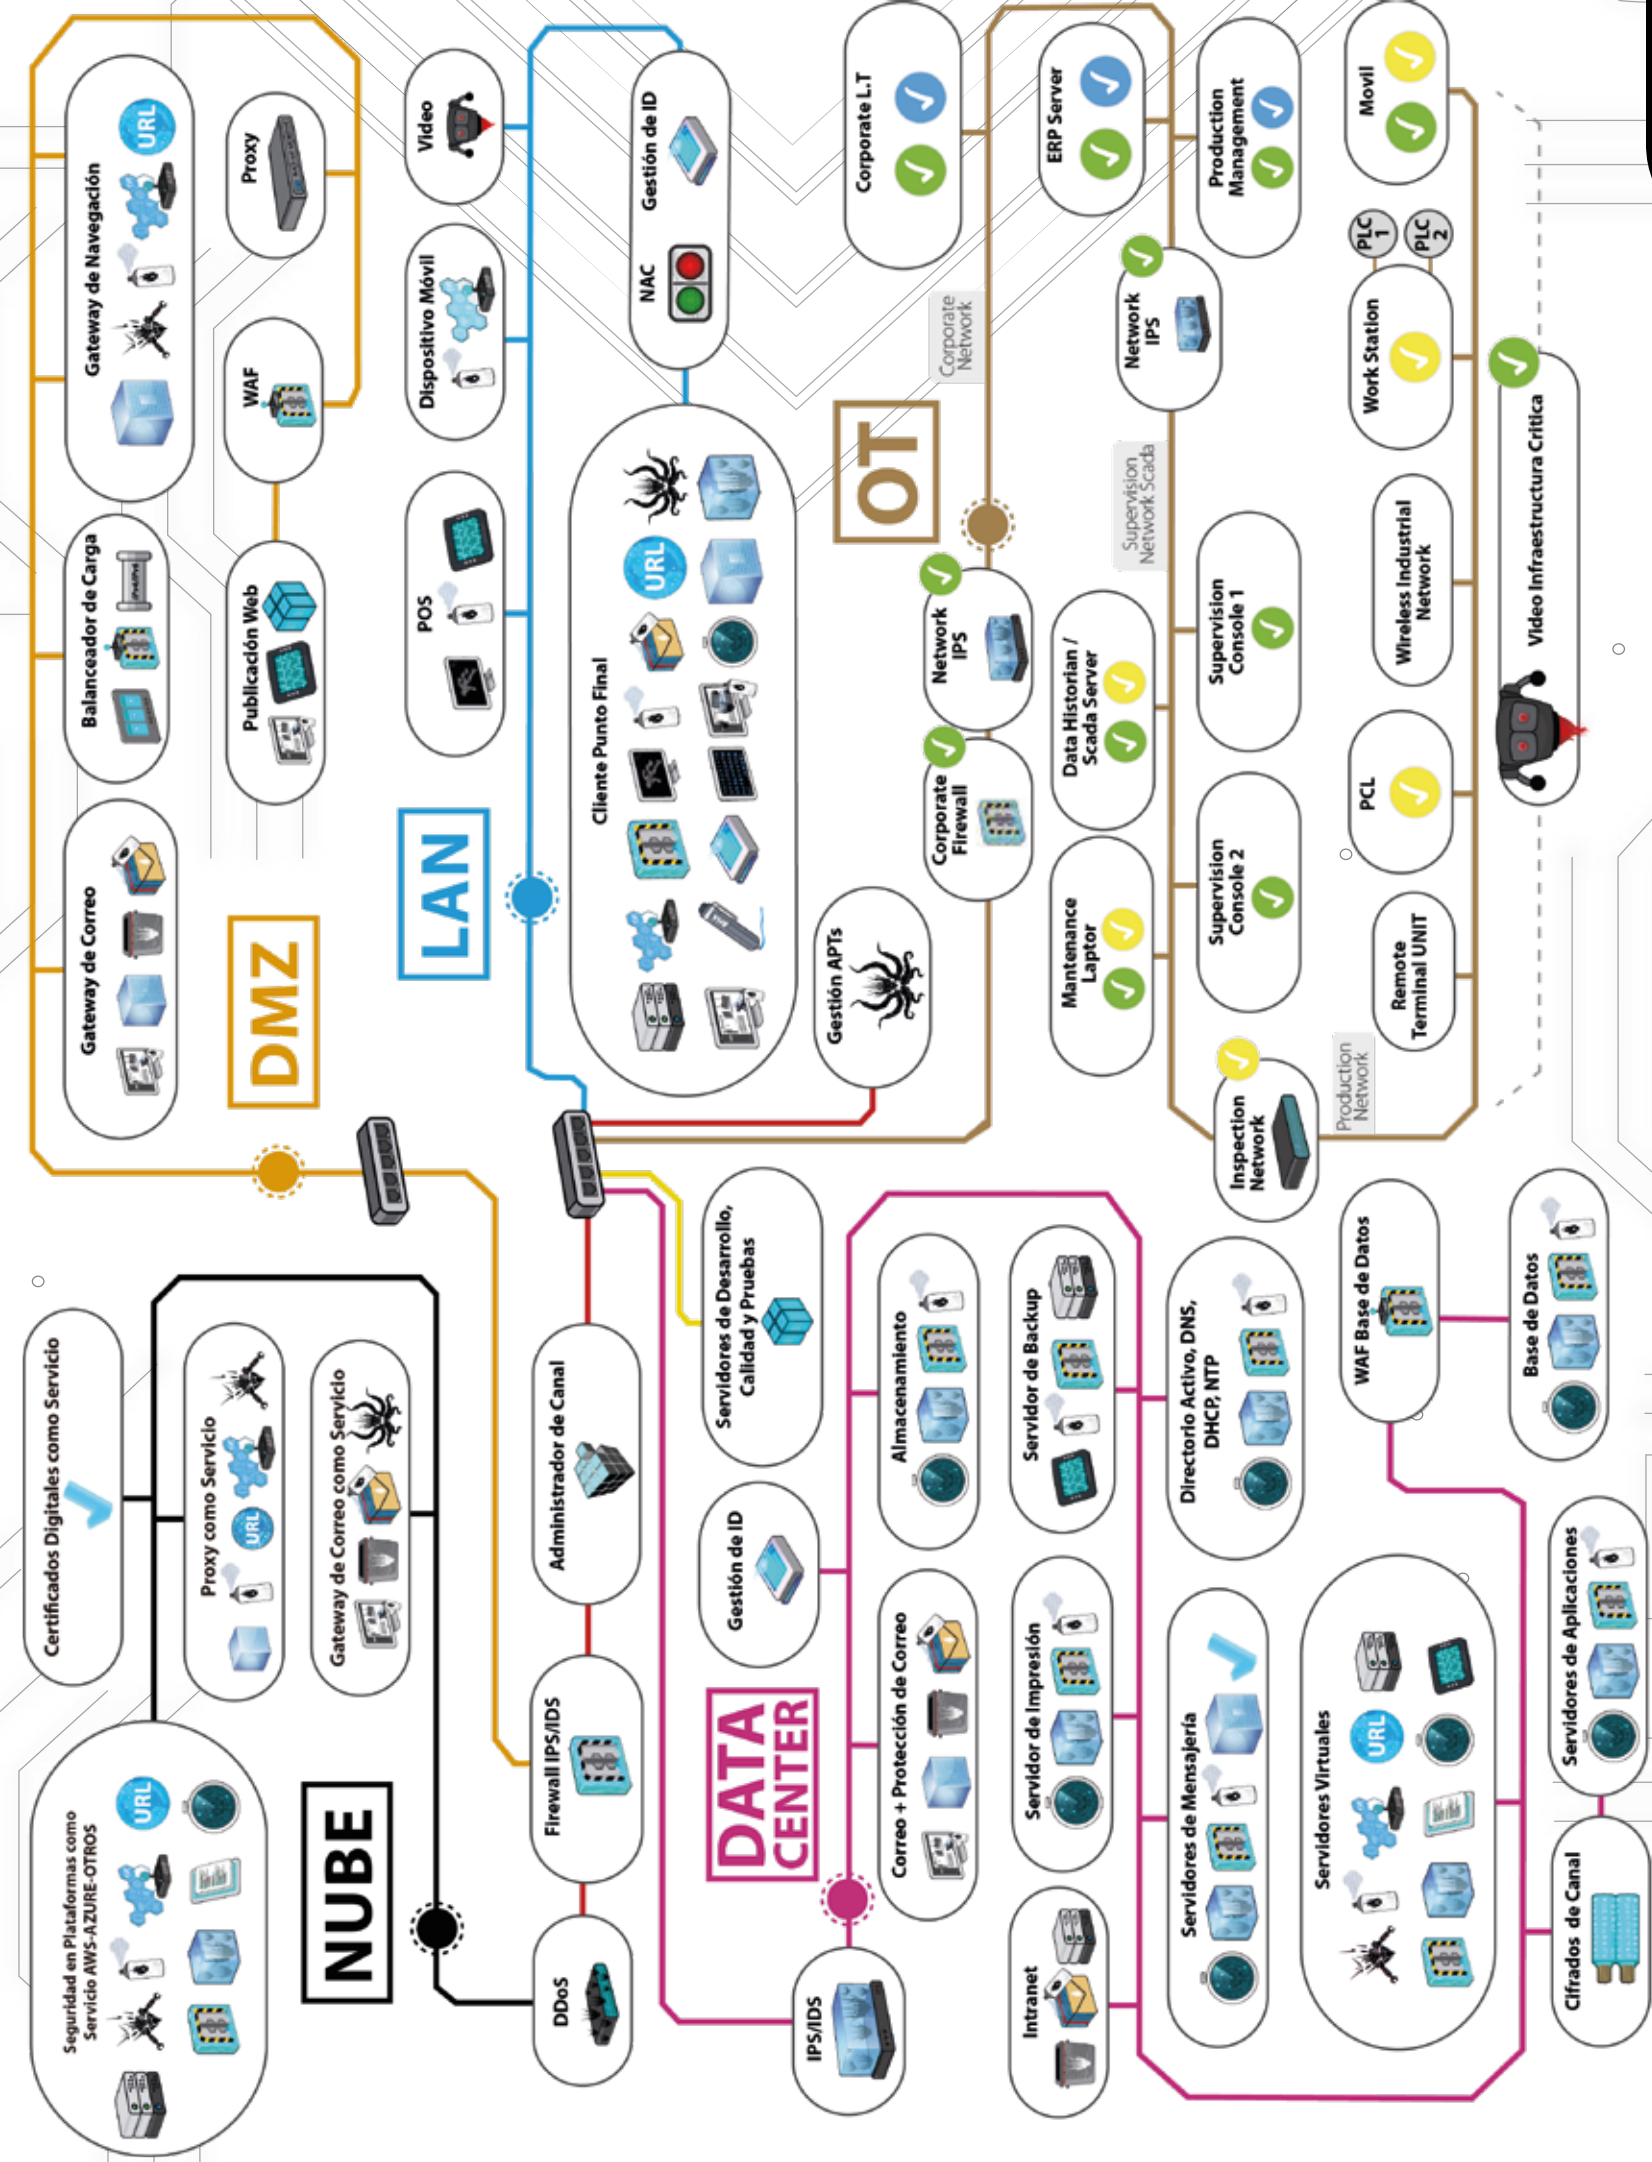 Seguridad en Plataformas como
Servicio AWS-AZURE-OTROS
URL
NUBE
Certificados Digitales como Servicio
Proxy como Servicio
URL
Gateway de Correo como Servicio
DDoS
Firewall IPS/IDS
Administrador de Canal
DMZ
Gateway de Correo
Balanceador de Carga
Gateway de Navegación
URL
Publicación Web
WAF
Proxy
LAN
POS
Dispositivo Móvil
Video
Cliente Punto Final
URL
NAC
Gestión de ID
Gestión APTs
Servidores de Desarrollo,
Calidad y Pruebas
DATA
CENTER
Gestión de ID
IPS/IDS
Correo + Protección de Correo
Almacenamiento
Intranet
Servidor de Impresión
Servidor de Backup
Servidores de Mensajería
Directorio Activo, DNS,
DHCP, NTP
Servidores Virtuales
URL
WAF Base de Datos
Base de Datos
Cifrados de Canal
Servidores de Aplicaciones
OT
Corporate
Firewall
Network
IPS
Corporate
Network
Corporate L.T
ERP Server
Production
Management
Network
IPS
Supervision
Network Scada
Data Historian /
Scada Server
Maintenance
Laptor
Supervision
Console 1
Supervision
Console 2
Inspection
Network
Production
Network
Remote
Terminal UNIT
PCL
Wireless Industrial
Network
Work Station
PLC
1
PLC
2
Movil
Video Infraestructura Critica